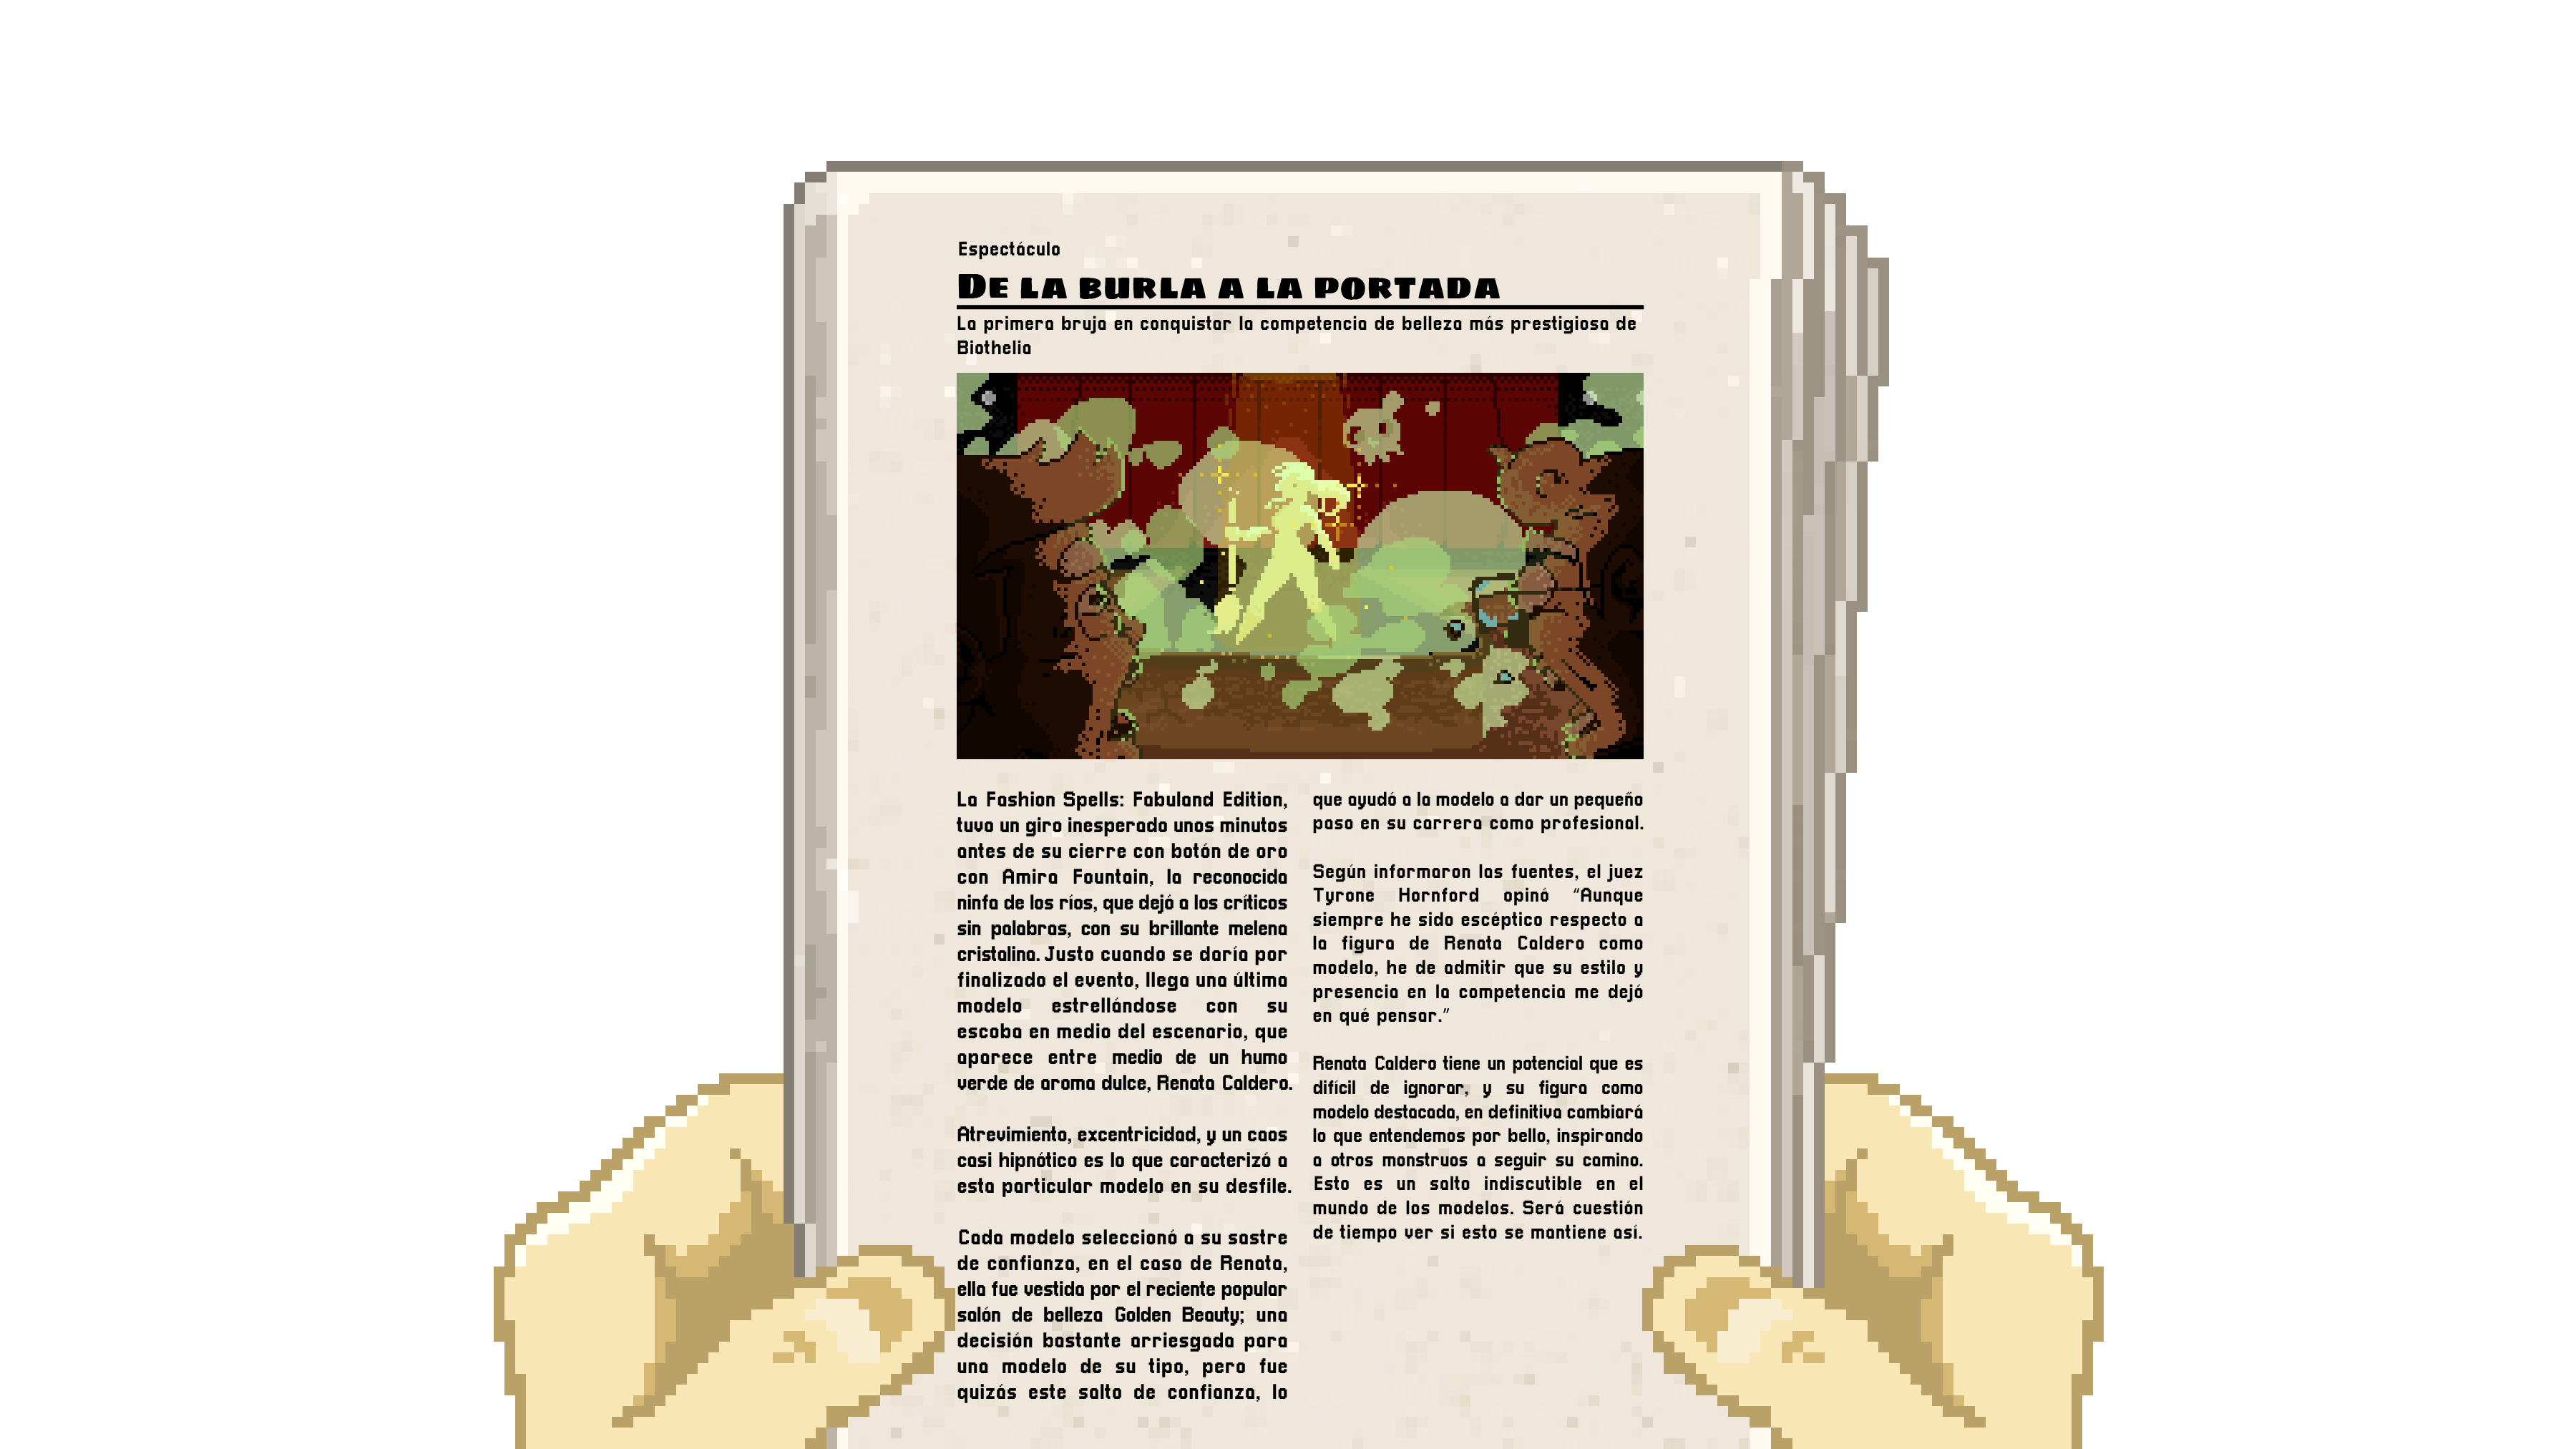 Espectáculo
De la burla a la portada
La primera bruja en conquistar la competencia de belleza más prestigiosa de
Biothelia
La Fashion Spells: Fabuland Edition,
tuvo un giro inesperado unos minutos
antes de su cierre con botón de oro
con Amira Fountain, la reconocida
ninfa de los ríos, que dejó a los críticos
sin palabras, con su brillante melena
cristalina. Justo cuando se daría por
finalizado el evento, llega una última
modelo estrellándose con su
escoba en medio del escenario, que
aparece entre medio de un humo
verde de aroma dulce, Renata Caldero.
Atrevimiento, excentricidad, y un caos
casi hipnótico es lo que caracterizó a
esta particular modelo en su desfile.
Cada modelo seleccionó a su sastre
de confianza, en el caso de Renata,
ella fue vestida por el reciente popular
salón de belleza Golden Beauty; una
decisión bastante arriesgada para
una modelo de su tipo, pero fue
quizás este salto de confianza, lo
que ayudó a la modelo a dar un pequeño
paso en su carrera como profesional.
Según informaron las fuentes, el juez
Tyrone Hornford opinó “Aunque
siempre he sido escéptico respecto a
la figura de Renata Caldero como
modelo, he de admitir que su estilo y
presencia en la competencia me dejó
en qué pensar.”
Renata Caldero tiene un potencial que es
difícil de ignorar, y su figura como
modelo destacada, en definitiva cambiará
lo que entendemos por bello, inspirando
a otros monstruos a seguir su camino.
Esto es un salto indiscutible en el
mundo de los modelos. Será cuestión
de tiempo ver si esto se mantiene así.